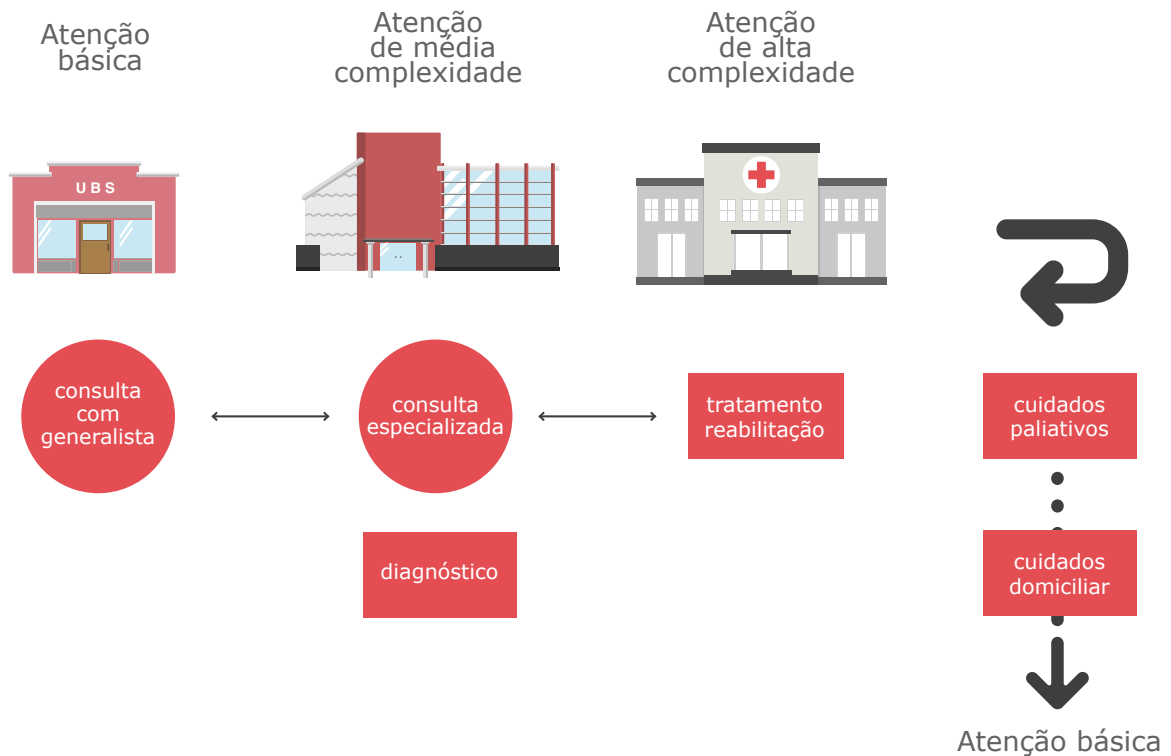 Atenção
básica
Atenção
de média
complexidade
Atenção
de alta
complexidade
UBS
consulta
com
generalista
consulta
especializada
tratamento
reabilitação
cuidados
paliativos
diagnóstico
cuidados
domiciliar
Atenção básica